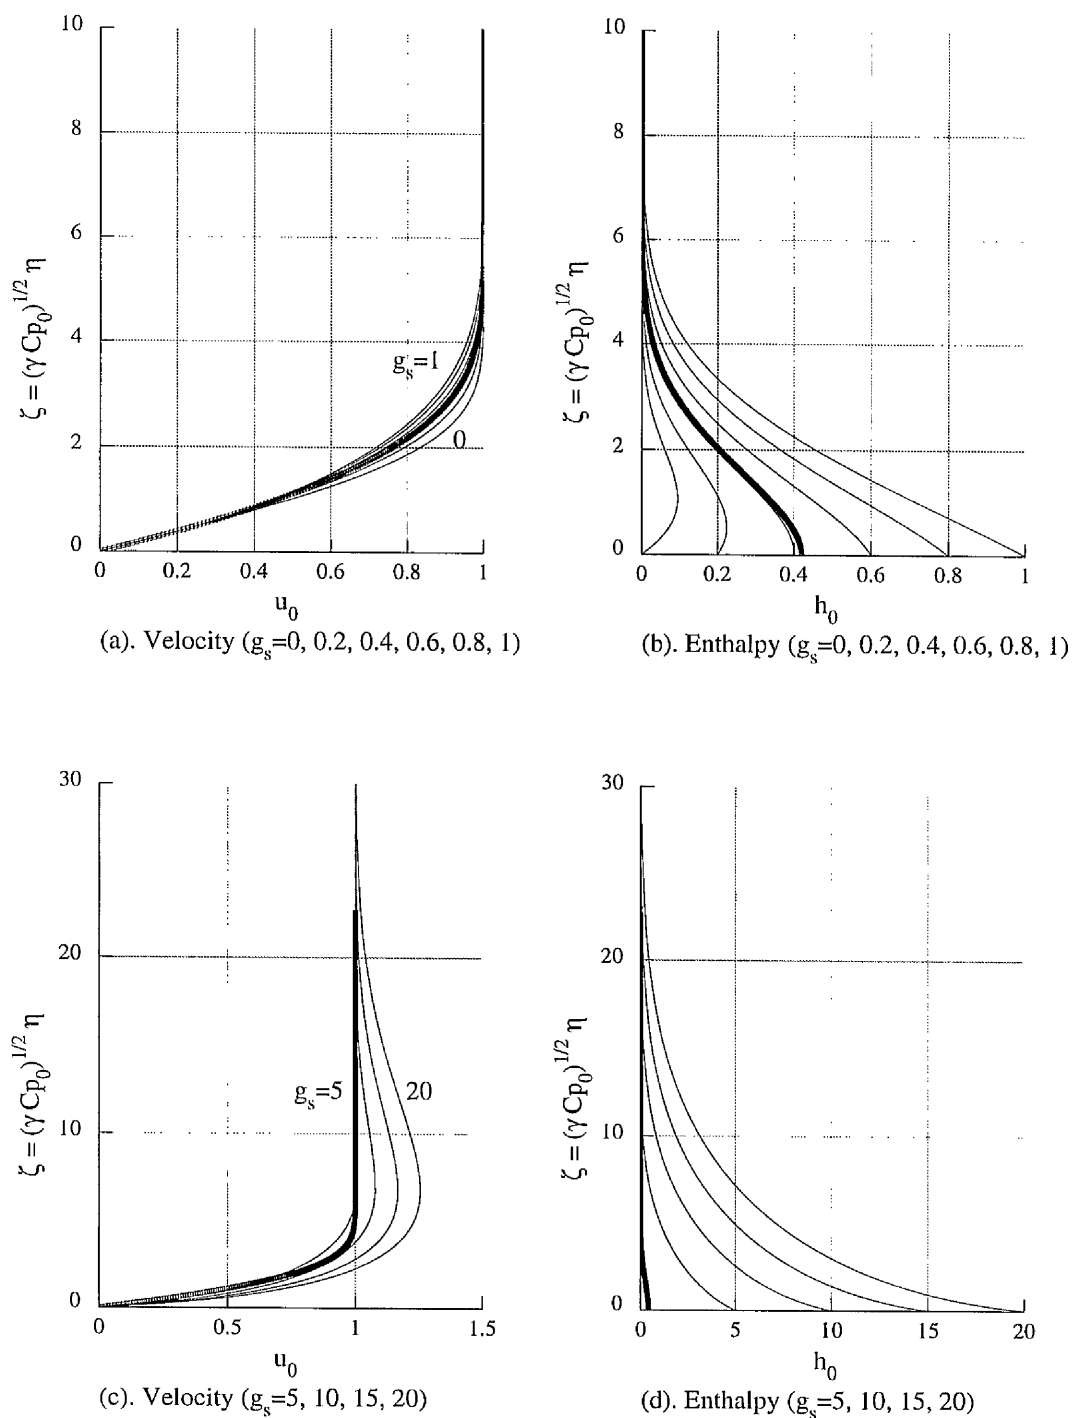 10
8
6
4
2
0
ζ = (γ Cp₀)^1/2 η
gₛ=1
0
0 0.2 0.4 0.6 0.8 1
u₀
(a). Velocity (gₛ=0, 0.2, 0.4, 0.6, 0.8, 1)
10
8
6
4
2
0
ζ = (γ Cp₀)^1/2 η
0 0.2 0.4 0.6 0.8 1
h₀
(b). Enthalpy (gₛ=0, 0.2, 0.4, 0.6, 0.8, 1)
30
20
10
0
ζ = (γ Cp₀)^1/2 η
gₛ=5
20
0 0.5 1 1.5
u₀
(c). Velocity (gₛ=5, 10, 15, 20)
30
20
10
0
ζ = (γ Cp₀)^1/2 η
0 5 10 15 20
h₀
(d). Enthalpy (gₛ=5, 10, 15, 20)